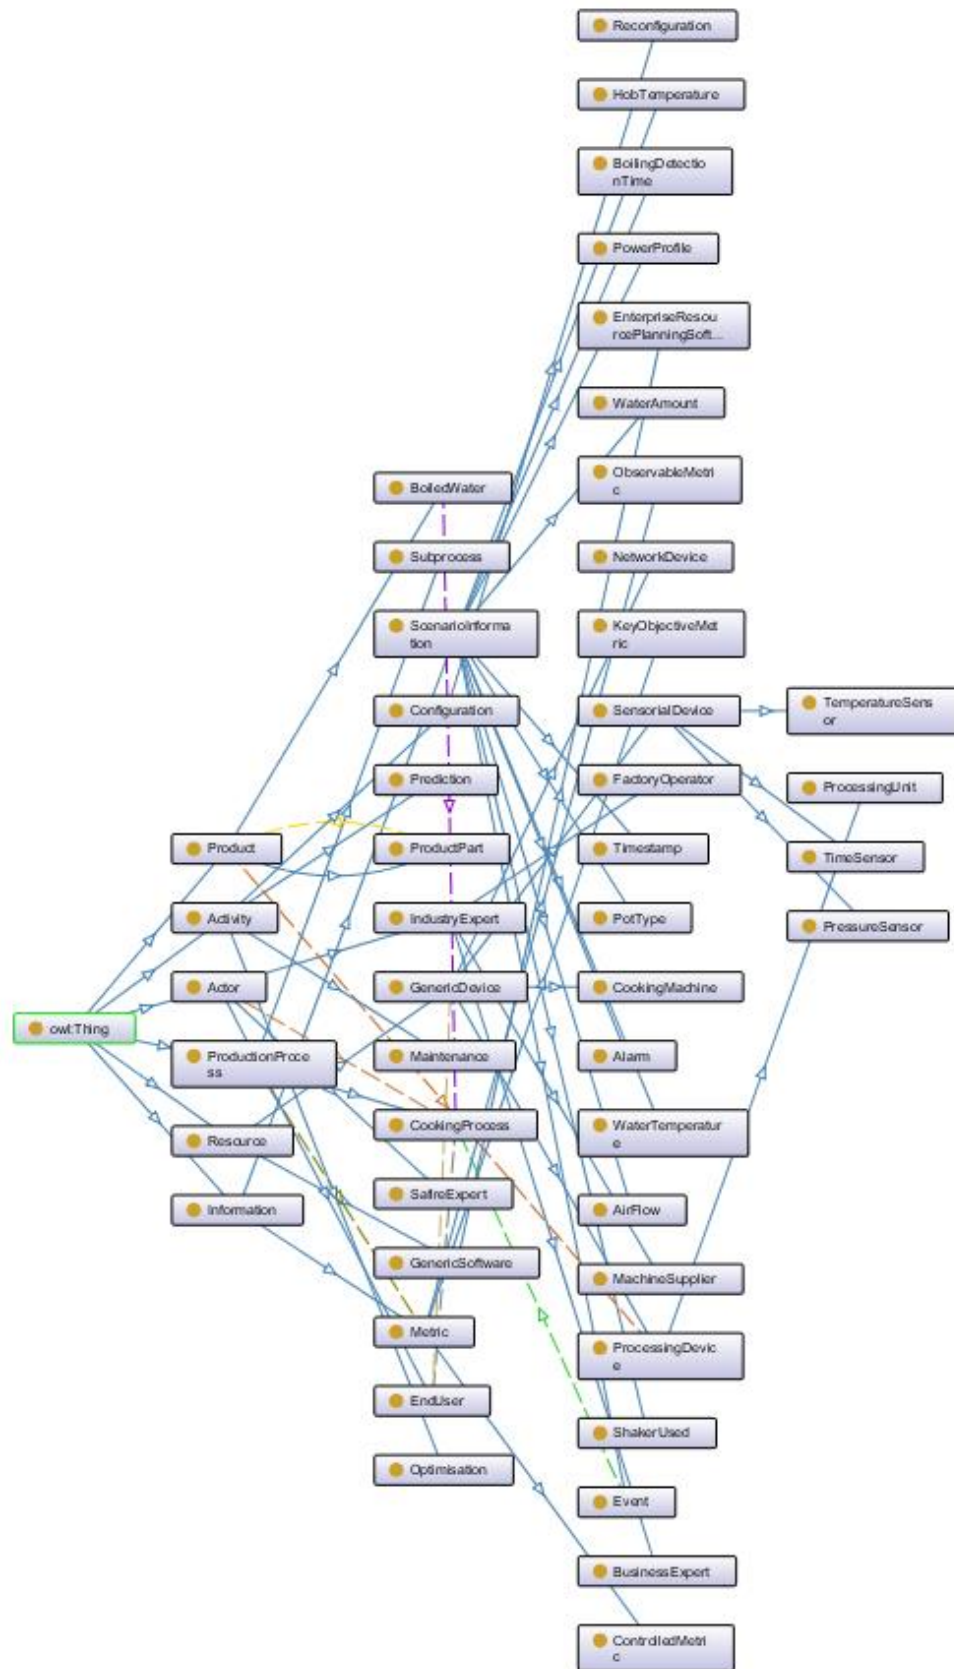 Reconfiguration
HobTemperature
BoilingDetectio
nTime
PowerProfile
EnterpriseResou
rcePlanningSoft...
WaterAmount
ObservableMetri
c
NetworkDevice
KeyObjectiveMet
ric
SensorialDevice
FactoryOperator
Timestamp
PotType
CookingMachine
Alarm
WaterTemperatur
e
AirFlow
MachineSupplier
ProcessingDevic
e
ShakerUsed
Event
BusinessExpert
ControlledMetri
c
BoiledWater
Subprocess
ScenarioInforma
tion
Configuration
Prediction
ProductPart
IndustryExpert
GenericDevice
Maintenance
CookingProcess
SafireExpert
GenericSoftware
Metric
EndUser
Optimisation
TemperatureSens
or
ProcessingUnit
TimeSensor
PressureSensor
Product
Activity
Actor
ProductionProce
ss
Resource
Information
owl:Thing